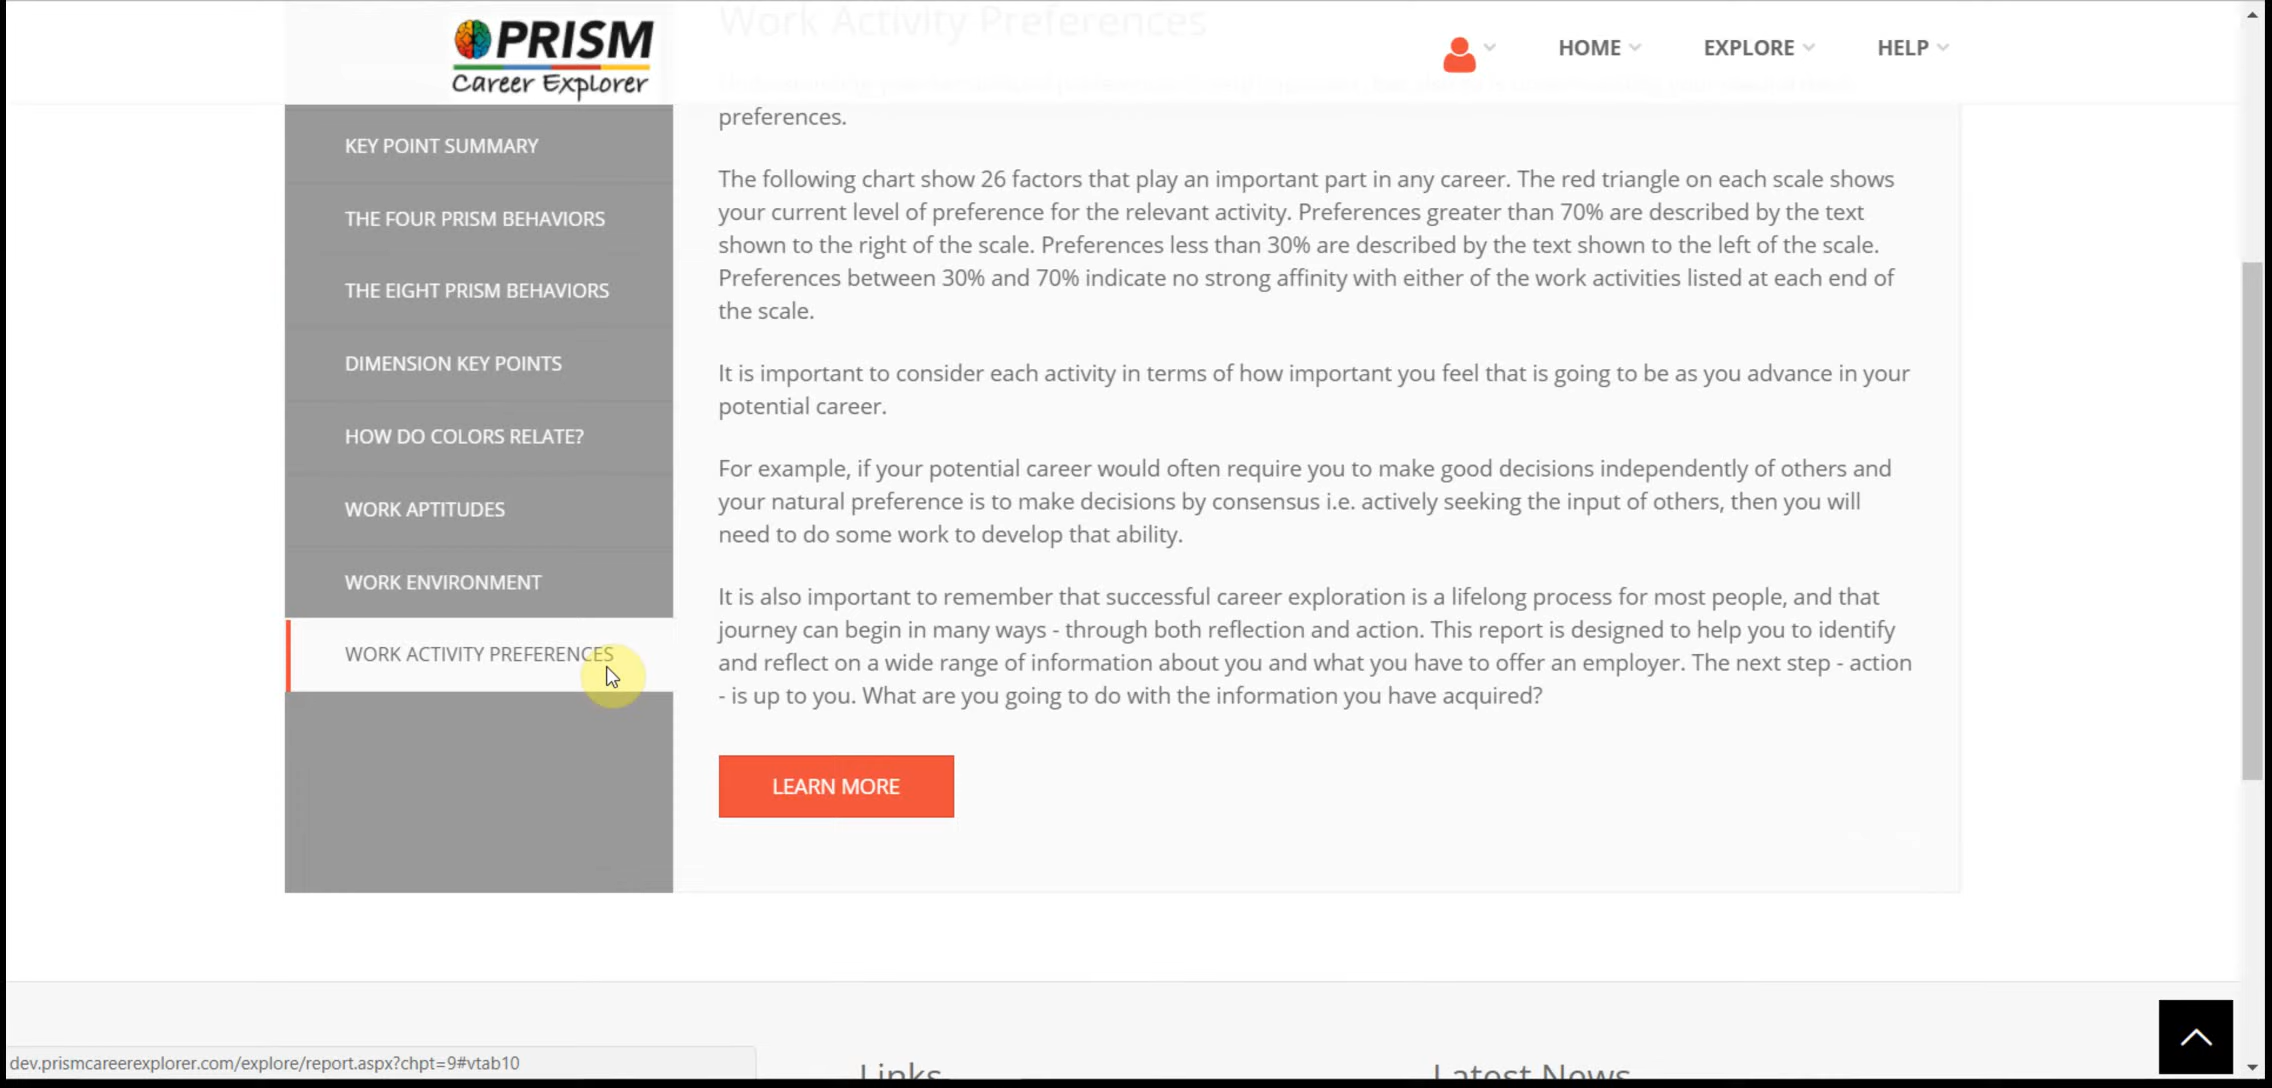 PRISM
Career Explorer
HOME
EXPLORE
HELP
Work Activity Preferences
preferences.
KEY POINT SUMMARY
THE FOUR PRISM BEHAVIORS
THE EIGHT PRISM BEHAVIORS
DIMENSION KEY POINTS
HOW DO COLORS RELATE?
WORK APTITUDES
WORK ENVIRONMENT
WORK ACTIVITY PREFERENCES
The following chart show 26 factors that play an important part in any career. The red triangle on each scale shows
your current level of preference for the relevant activity. Preferences greater than 70% are described by the text
shown to the right of the scale. Preferences less than 30% are described by the text shown to the left of the scale.
Preferences between 30% and 70% indicate no strong affinity with either of the work activities listed at each end of
the scale.
It is important to consider each activity in terms of how important you feel that is going to be as you advance in your
potential career.
For example, if your potential career would often require you to make good decisions independently of others and
your natural preference is to make decisions by consensus i.e. actively seeking the input of others, then you will
need to do some work to develop that ability.
It is also important to remember that successful career exploration is a lifelong process for most people, and that
journey can begin in many ways - through both reflection and action. This report is designed to help you to identify
and reflect on a wide range of information about you and what you have to offer an employer. The next step - action
- is up to you. What are you going to do with the information you have acquired?
LEARN MORE
Links
Latest News
dev.prismcareerexplorer.com/explore/report.aspx?chpt=9#vtab10